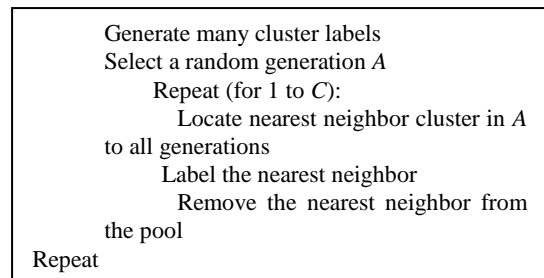 Generate many cluster labels
Select a random generation A
Repeat (for 1 to C):
Locate nearest neighbor cluster in A
to all generations
Label the nearest neighbor
Remove the nearest neighbor from
the pool
Repeat